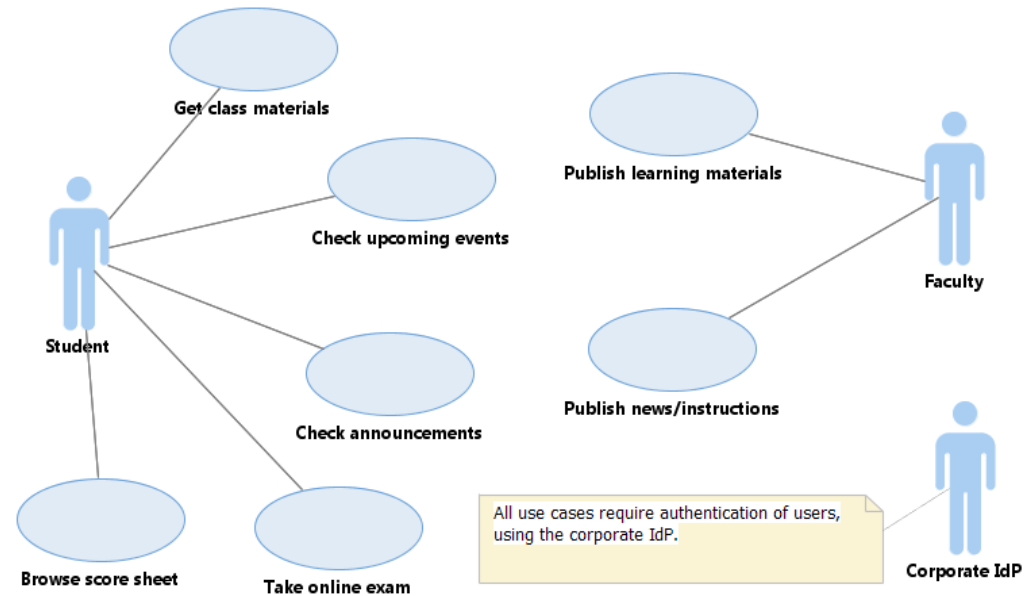 Get class materials
Publish learning materials
Check upcoming events
Faculty
Student
Publish news/instructions
Check announcements
All use cases require authentication of users,
using the corporate IdP.
Corporate IdP
Browse score sheet
Take online exam